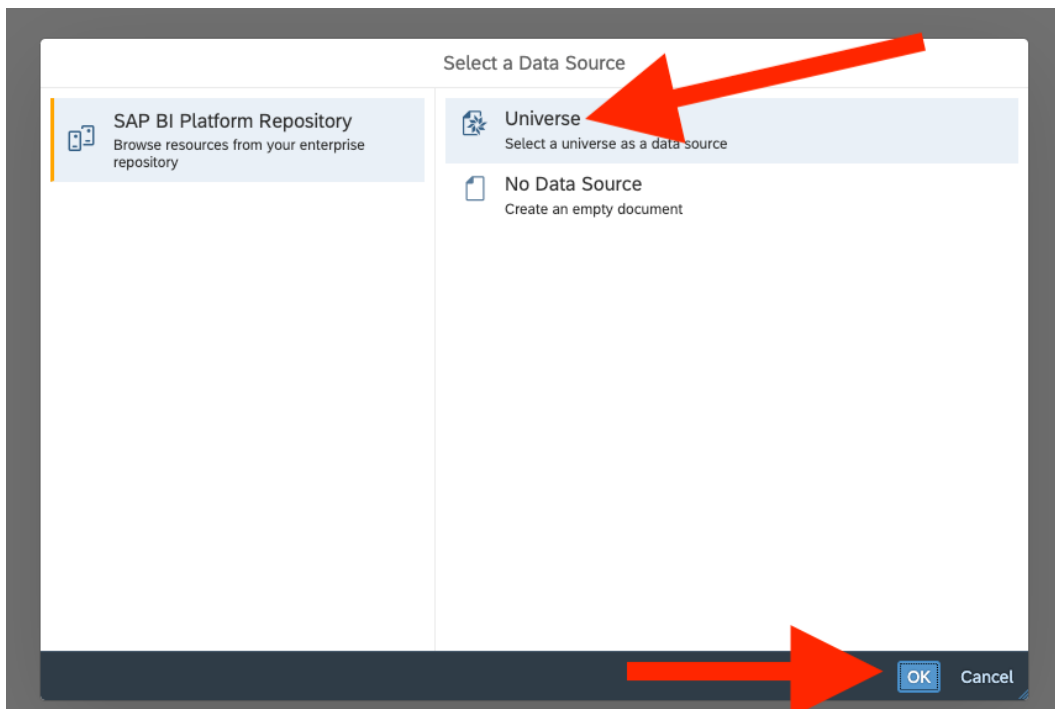 Select a Data Source
SAP BI Platform Repository
Browse resources from your enterprise
repository
Universe
Select a universe as a data source
No Data Source
Create an empty document
OK
Cancel